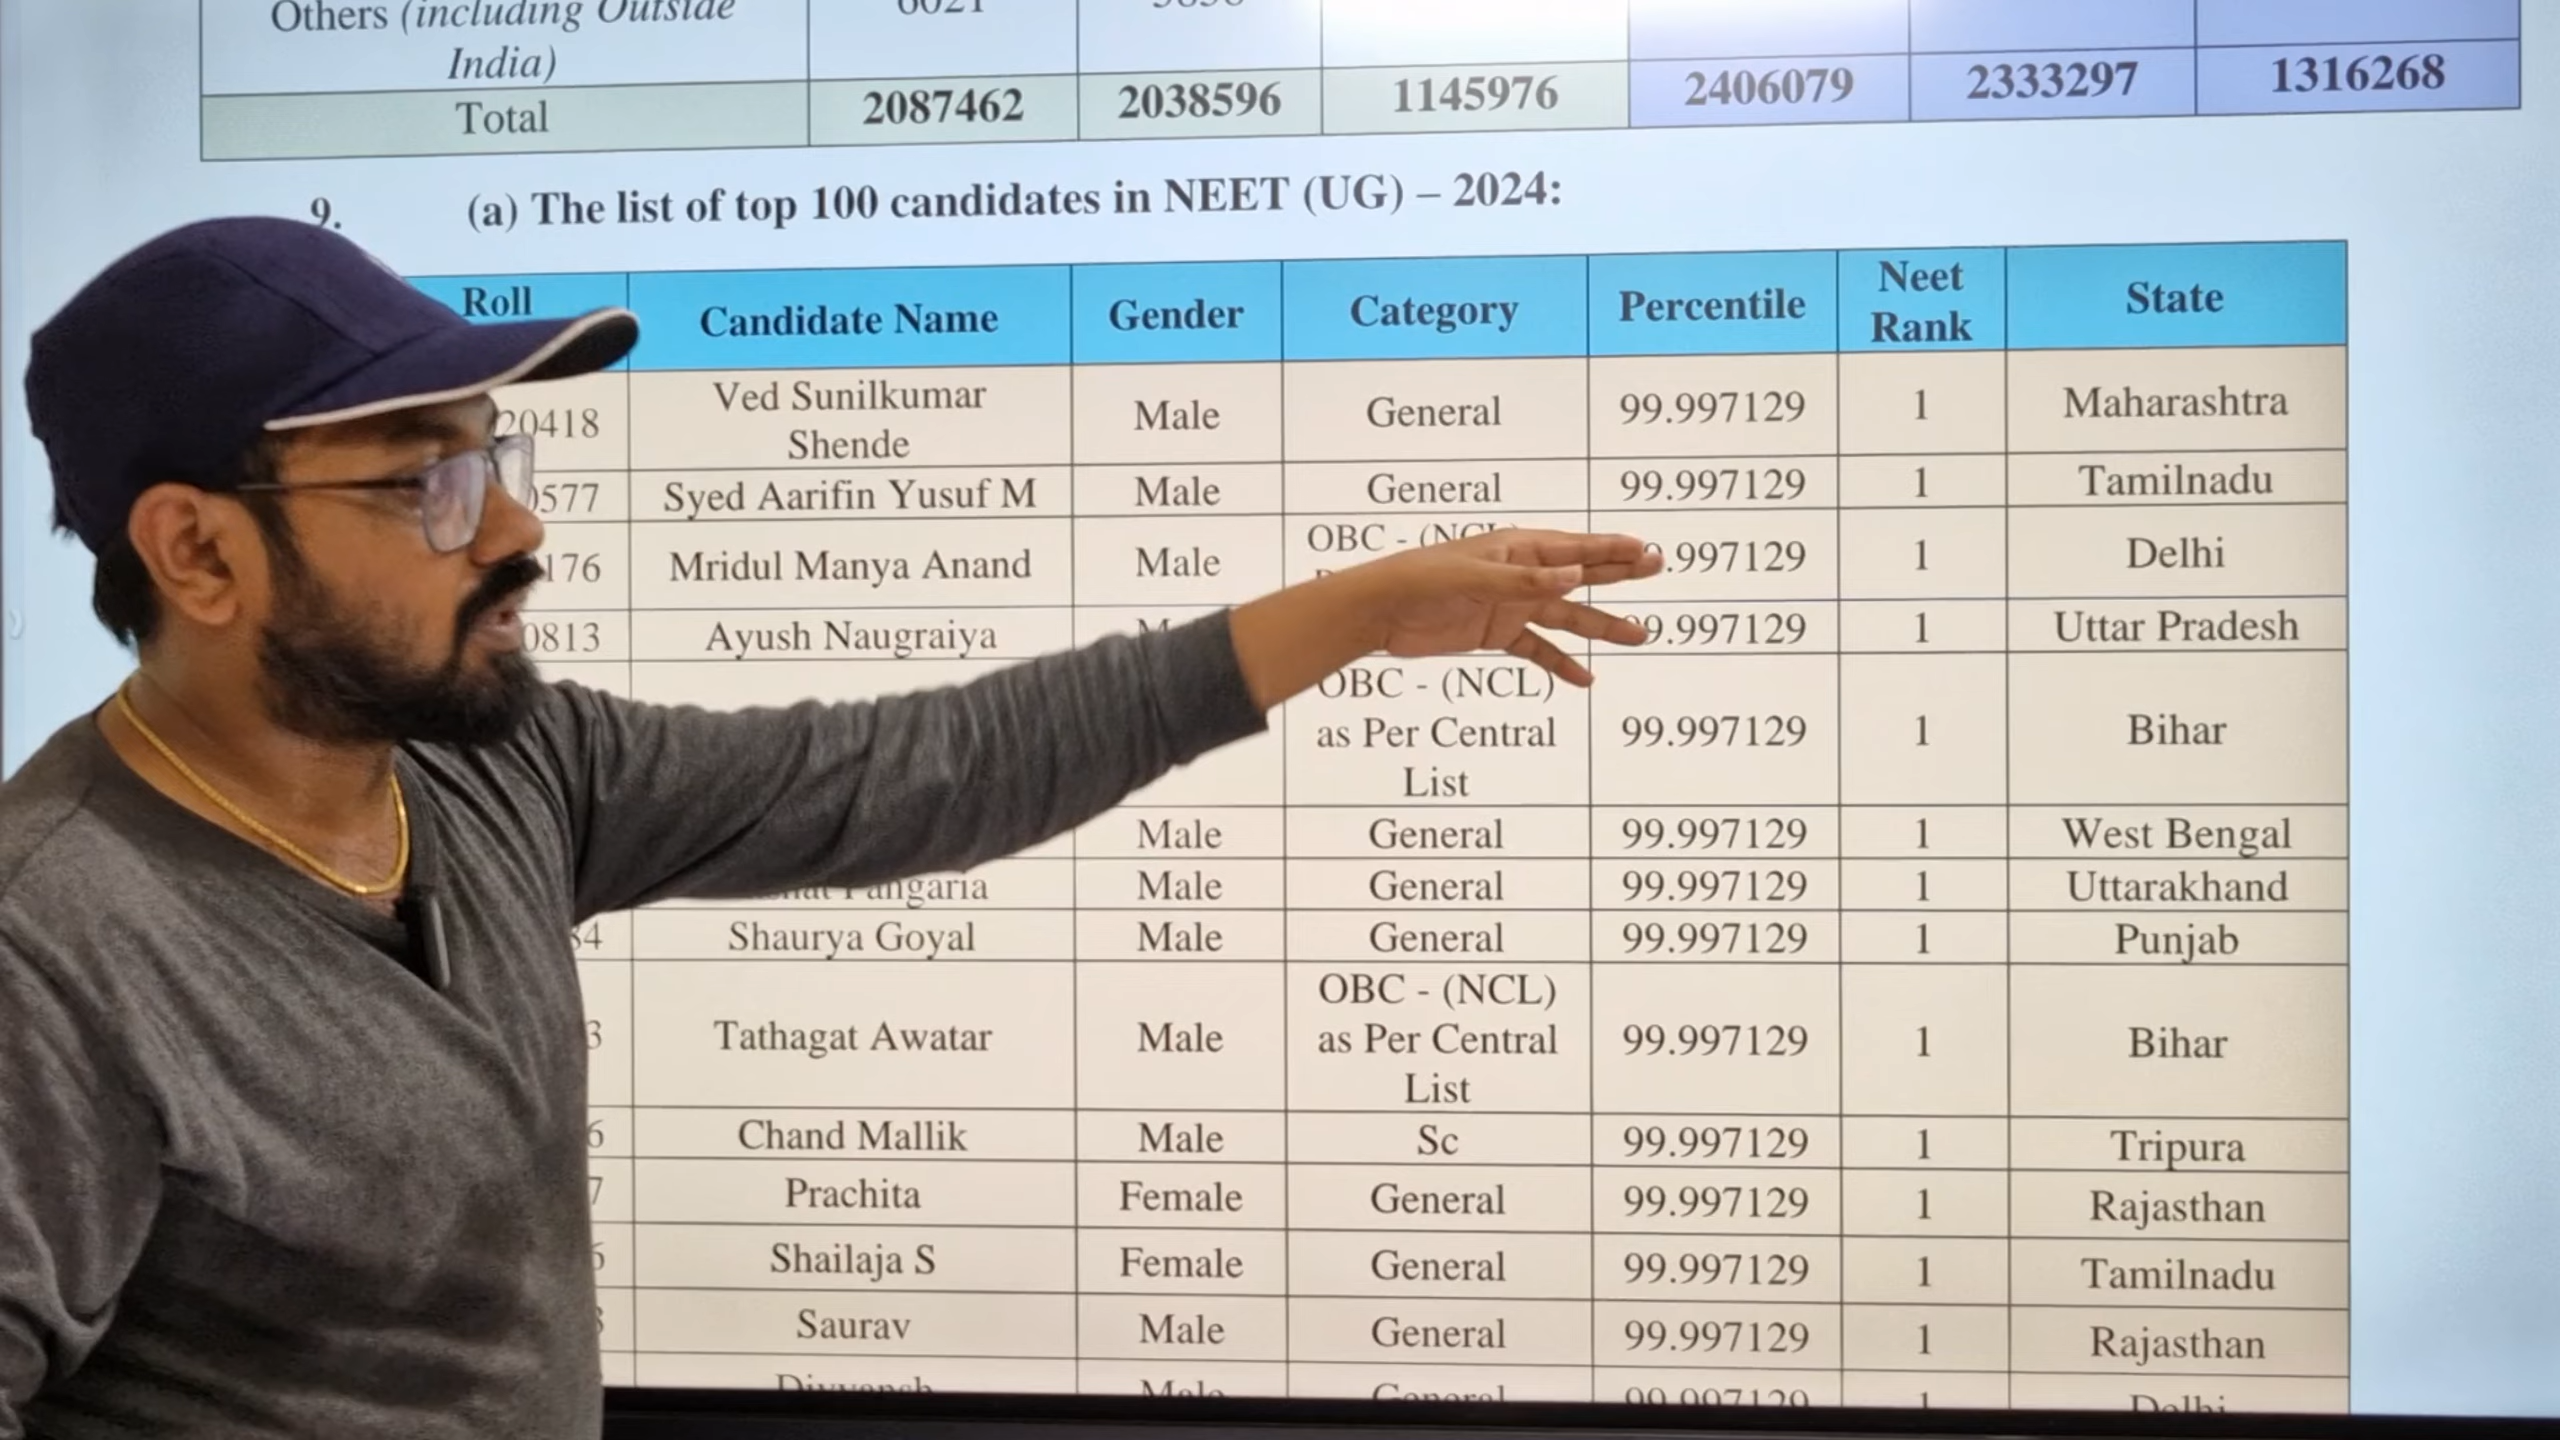 Others (including Outside
India)
Total 2087462 2038596 1145976 2406079 2333297 1316268
9. (a) The list of top 100 candidates in NEET (UG) – 2024:
Roll Candidate Name Gender Category Percentile Neet Rank State
20418 Ved Sunilkumar Shende Male General 99.997129 1 Maharashtra
577 Syed Aarifin Yusuf M Male General 99.997129 1 Tamilnadu
176 Mridul Manya Anand Male OBC - .997129 1 Delhi
0813 Ayush Naugraiya 9.997129 1 Uttar Pradesh
OBC - (NCL) as Per Central List 99.997129 1 Bihar
Male General 99.997129 1 West Bengal
Male General 99.997129 1 Uttarakhand
34 Shaurya Goyal Male General 99.997129 1 Punjab
3 Tathagat Awatar Male OBC - (NCL) as Per Central List 99.997129 1 Bihar
6 Chand Mallik Male Sc 99.997129 1 Tripura
7 Prachita Female General 99.997129 1 Rajasthan
Shailaja S Female General 99.997129 1 Tamilnadu
Saurav Male General 99.997129 1 Rajasthan